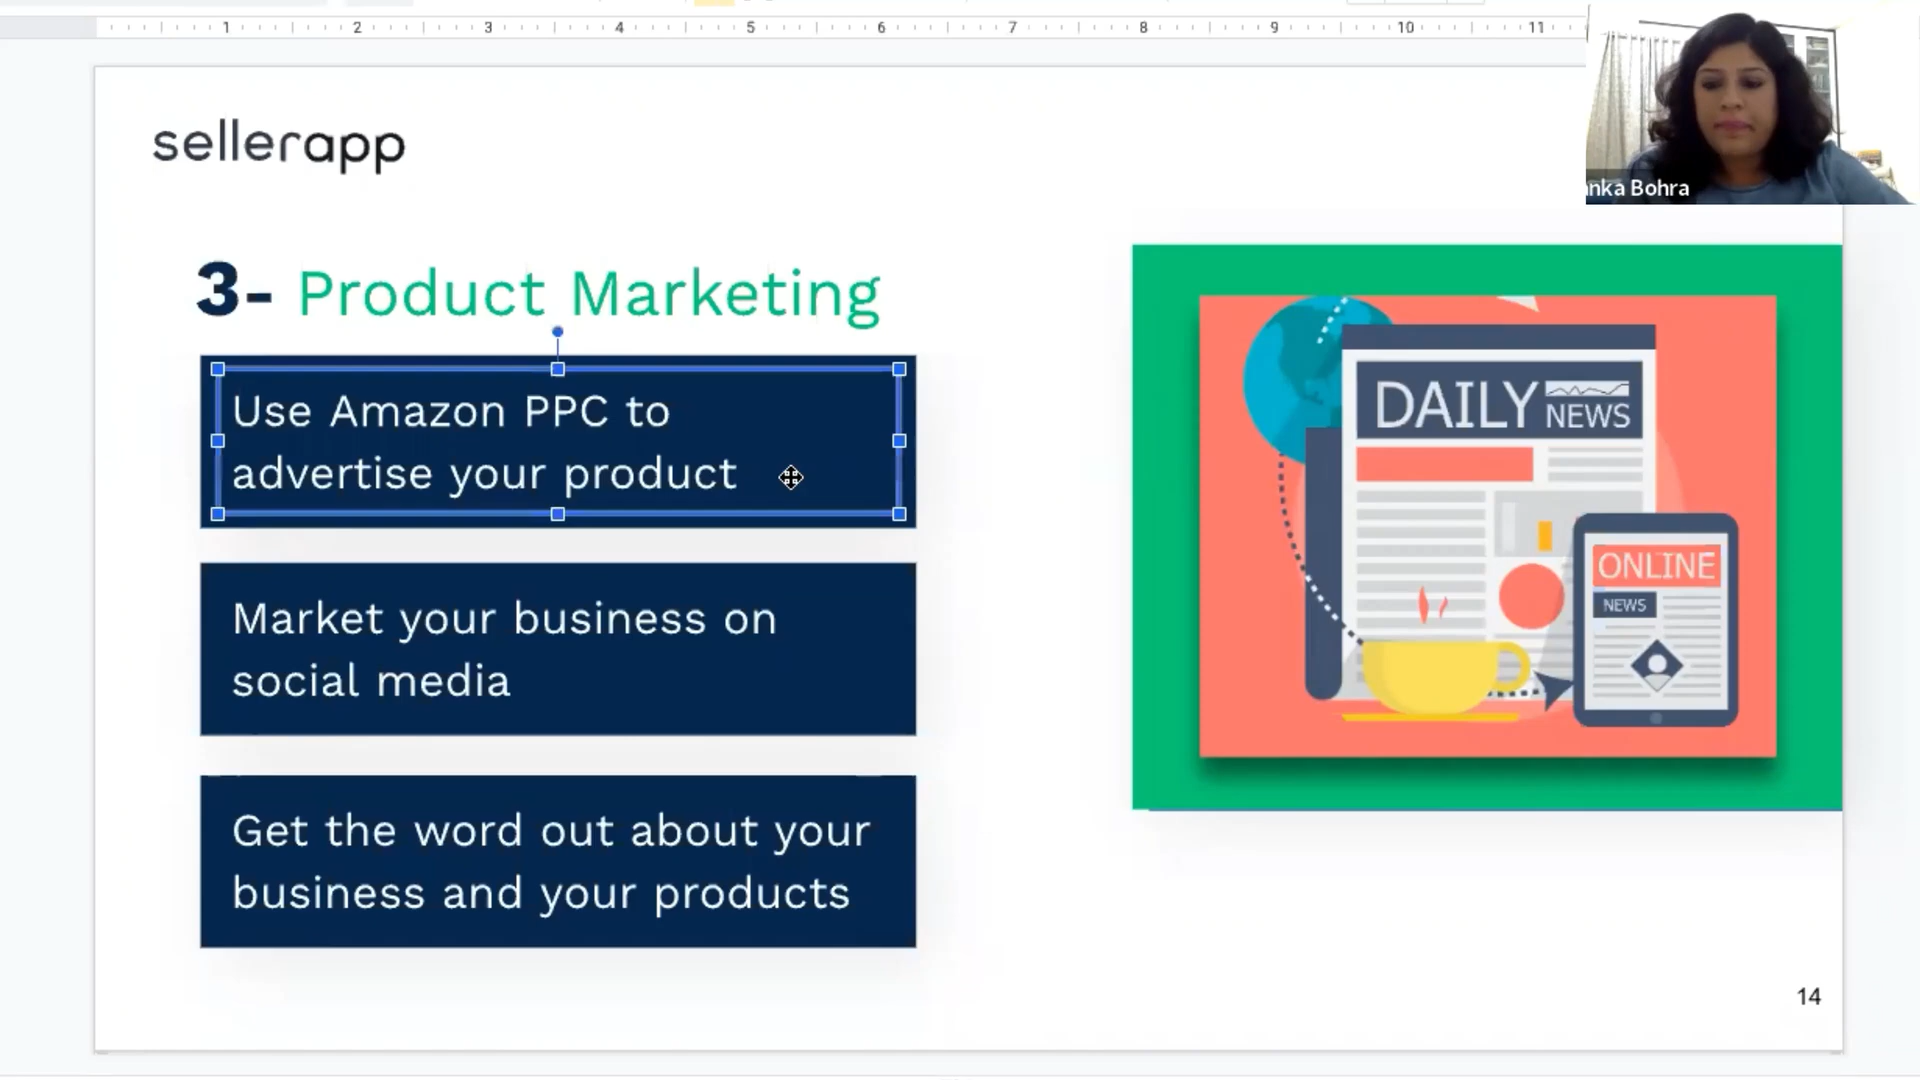 1 2 3 4 5 6 7 8 9 10 11
sellerapp
3- Product Marketing
Use Amazon PPC to
advertise your product
Market your business on
social media
Get the word out about your
business and your products
DAILY
NEWS
ONLINE
NEWS
14
nka Bohra